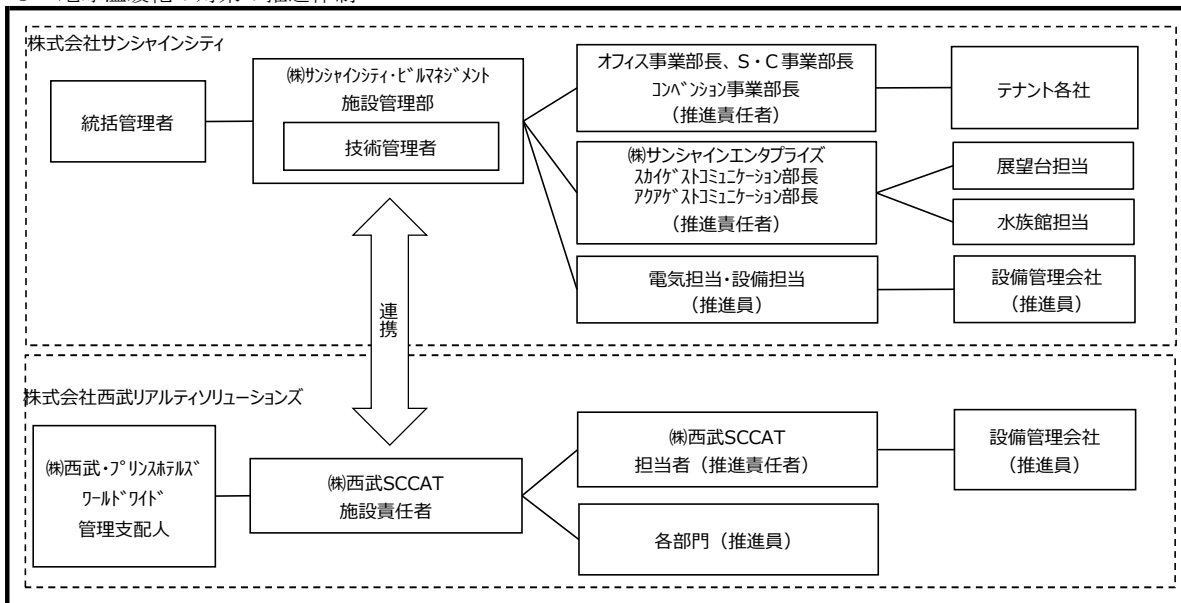 株式会社サンシャインシティ
統括管理者
㈱サンシャインシティ・ビルマネジメント
施設管理部
技術管理者
オフィス事業部長、S・C事業部長
コンベンション事業部長
(推進責任者)
テナント各社
㈱サンシャインエンタプライズ
スカイゲストコミュニケーション部長
アクアゲストコミュニケーション部長
(推進責任者)
展望台担当
水族館担当
電気担当・設備担当
(推進員)
設備管理会社
(推進員)
連携
株式会社西武リアルティソリューションズ
㈱西武・プリンスホテルズ
ワールドワイド
管理支配人
㈱西武SCCAT
施設責任者
㈱西武SCCAT
担当者(推進責任者)
設備管理会社
(推進員)
各部門(推進員)